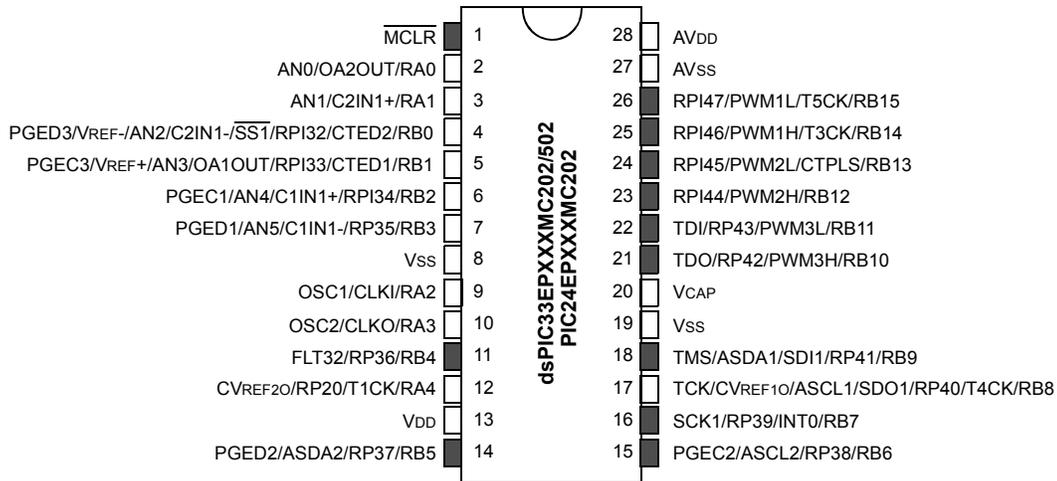 MCLR 1
AN0/OA2OUT/RA0 2
AN1/C2IN1+/RA1 3
PGED3/VREF-/AN2/C2IN1-/SS1/RPI32/CTED2/RB0 4
PGEC3/VREF+/AN3/OA1OUT/RPI33/CTED1/RB1 5
PGEC1/AN4/C1IN1+/RPI34/RB2 6
PGED1/AN5/C1IN1-/RP35/RB3 7
VSS 8
OSC1/CLKI/RA2 9
OSC2/CLKO/RA3 10
FLT32/RP36/RB4 11
CVREF2O/RP20/T1CK/RA4 12
VDD 13
PGED2/ASDA2/RP37/RB5 14
dsPIC33EPXXXMC202/502
PIC24EPXXXMC202
28 AVDD
27 AVSS
26 RPI47/PWM1L/T5CK/RB15
25 RPI46/PWM1H/T3CK/RB14
24 RPI45/PWM2L/CTPLS/RB13
23 RPI44/PWM2H/RB12
22 TDI/RP43/PWM3L/RB11
21 TDO/RP42/PWM3H/RB10
20 VCAP
19 VSS
18 TMS/ASDA1/SDI1/RP41/RB9
17 TCK/CVREF1O/ASCL1/SDO1/RP40/T4CK/RB8
16 SCK1/RP39/INT0/RB7
15 PGEC2/ASCL2/RP38/RB6